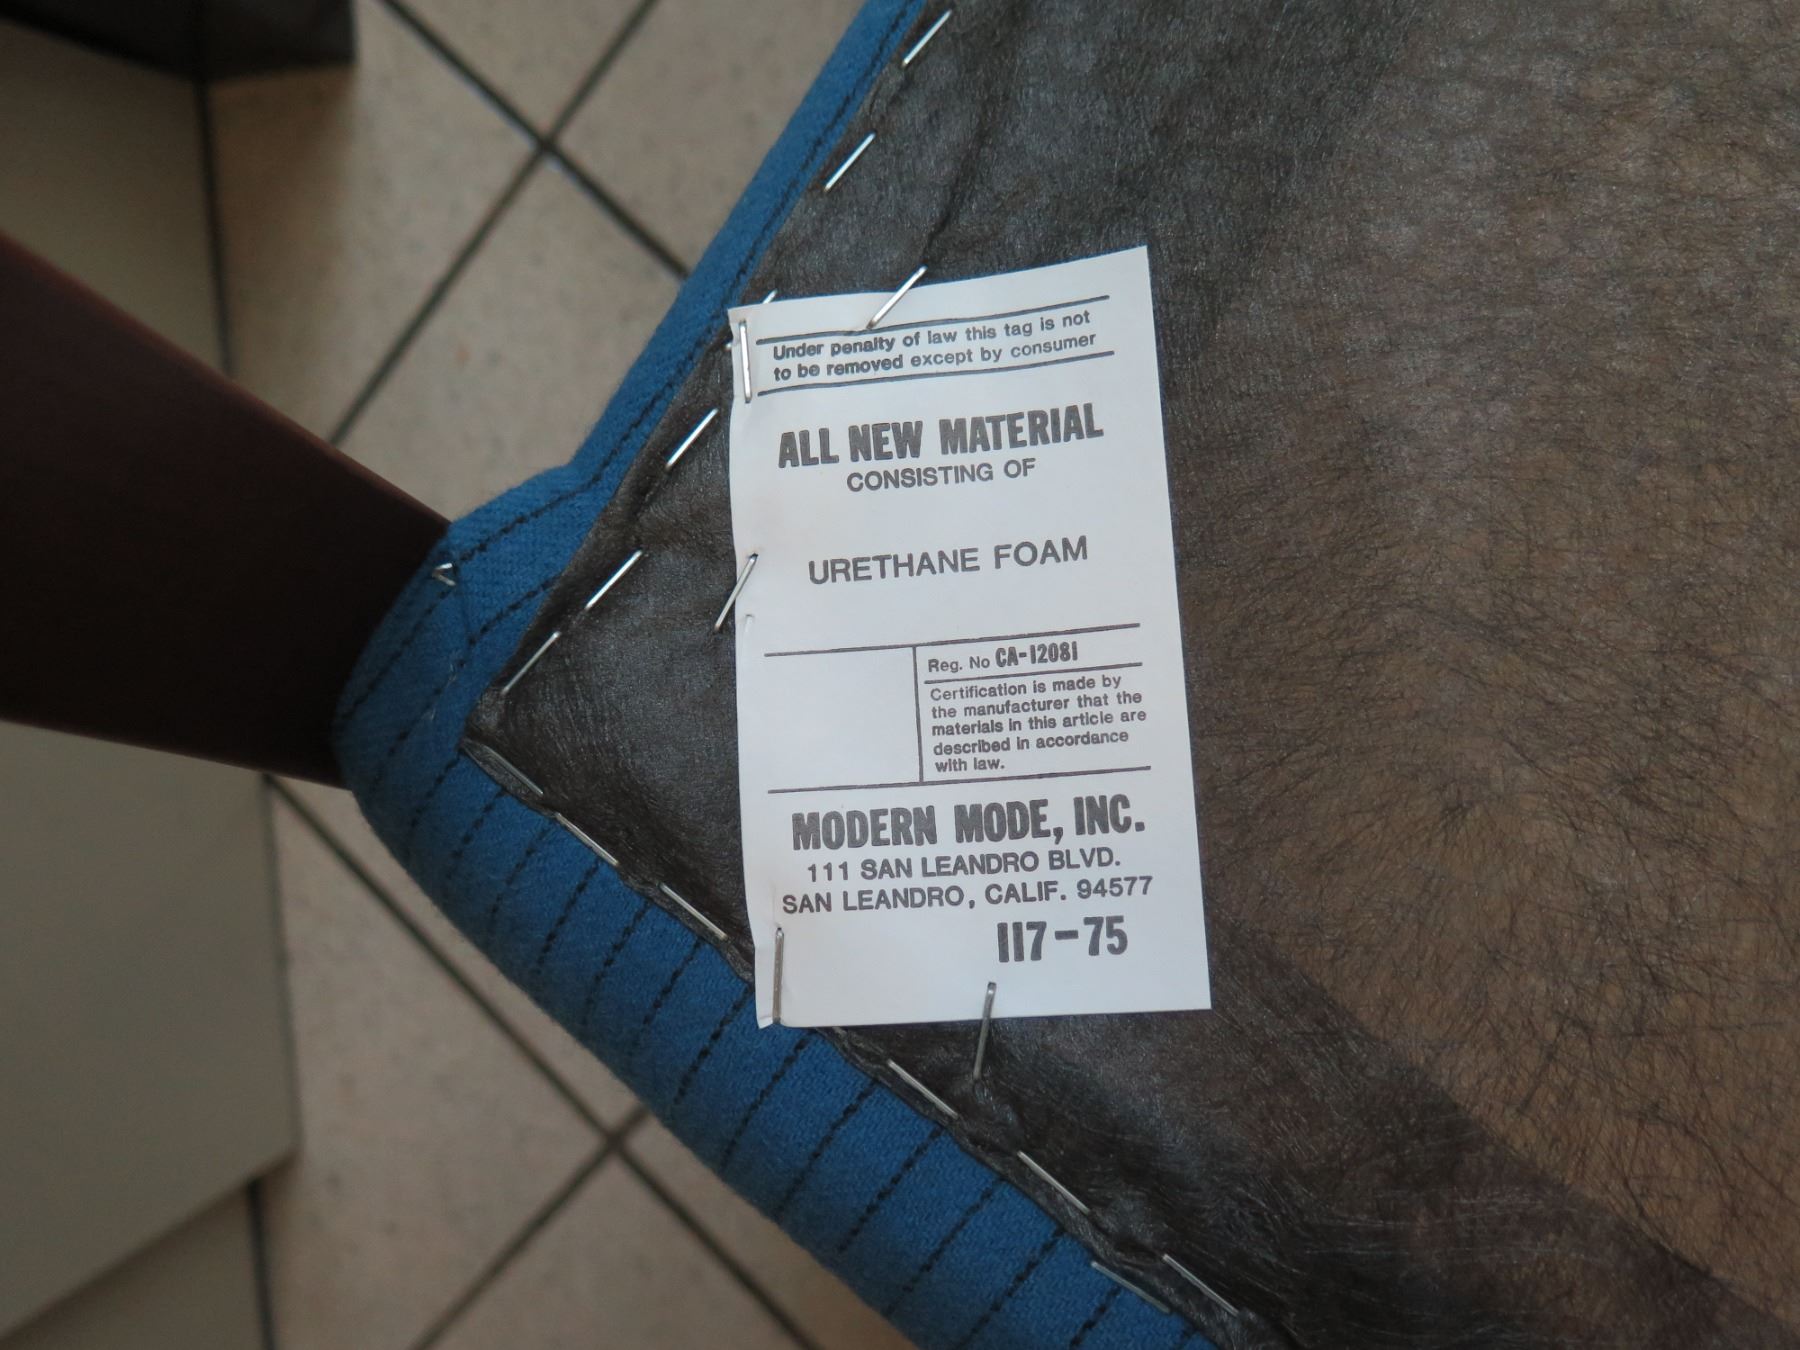 Under penalty of law this tag is not
to be removed except by consumer
ALL NEW MATERIAL
CONSISTING OF
URETHANE FOAM
Reg. No CA-12081
Certification is made by
the manufacturer that the
materials in this article are
described in accordance
with law.
MODERN MODE, INC.
111 SAN LEANDRO BLVD.
SAN LEANDRO, CALIF. 94577
117-75